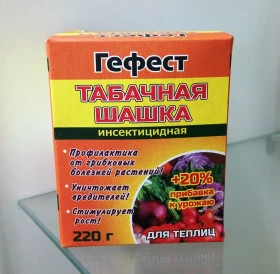 Гефест
ТАБАЧНАЯ
ШАШКА
инсектицидная
• Профилактика
от грибковых
болезней растений!
• Уничтожает
вредителей!
• Стимулирует
рост!
+20%
прибавка
к урожаю
220 г
ДЛЯ ТЕПЛИЦ